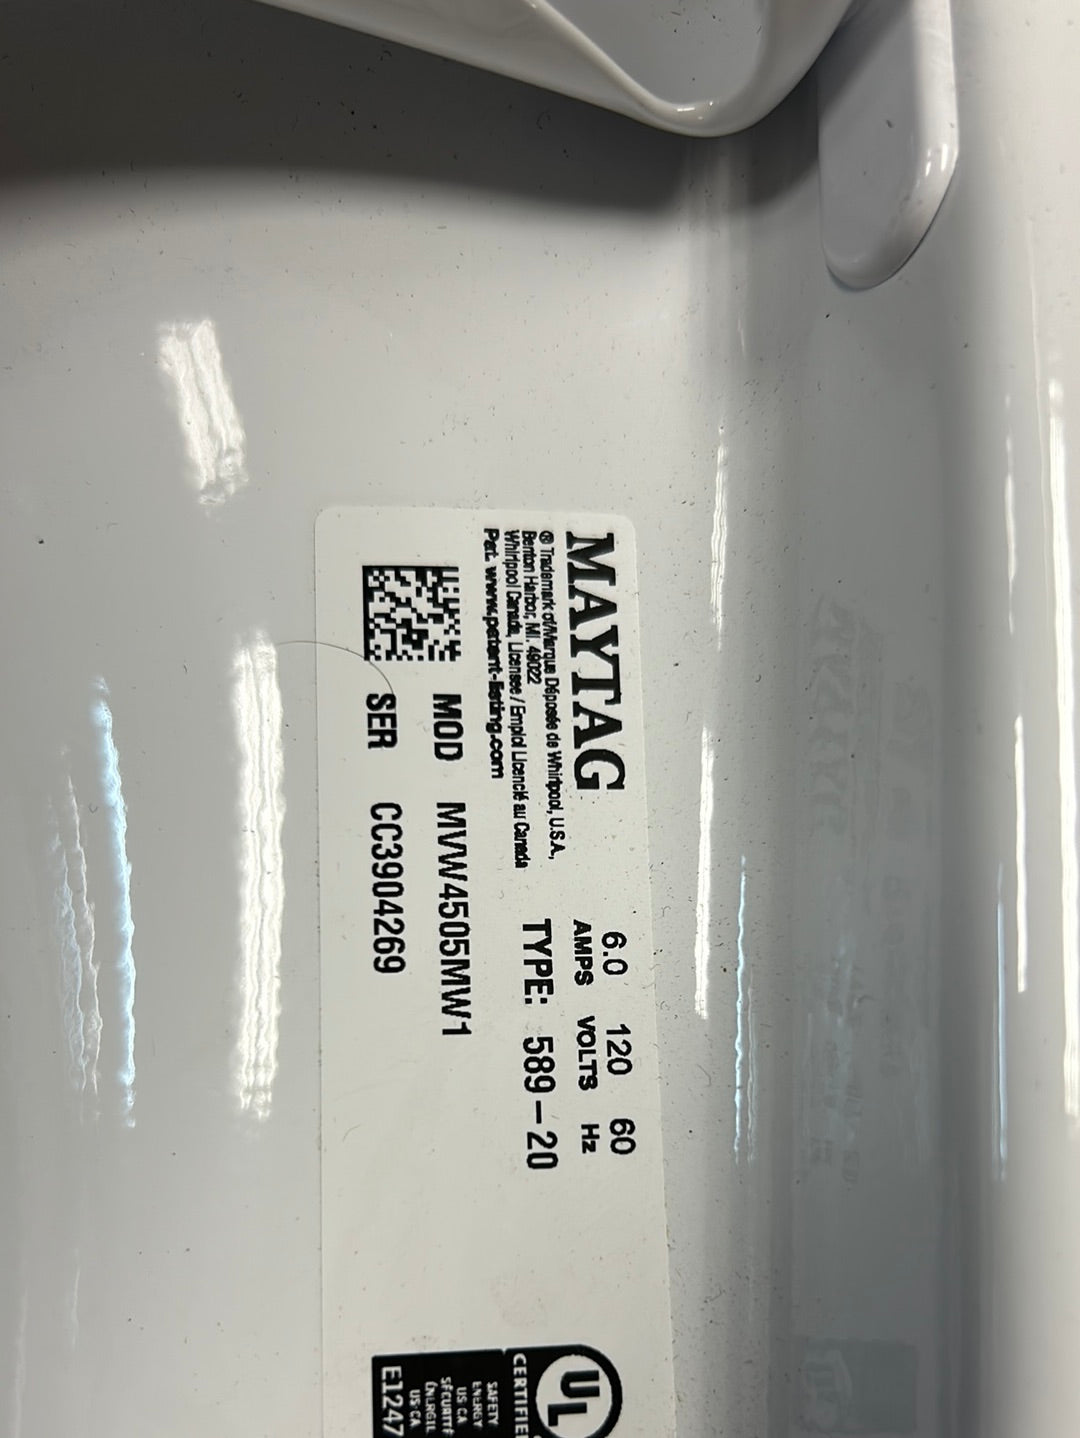 MAYTAG
® Trademark of/Marque Déposée de Whirlpool, U.S.A.,
Benton Harbor, MI. 49022
Whirlpool Canada, Licensee / Emploi Licencié au Canada
Pat. www.patent-listing.com
6.0 120 60
AMPS VOLTS Hz
TYPE: 589-20
MOD MVW4505MW1
SER CC3904269
UL
CERTIFIE
SAFETY
ENERGY
US-CA
SÉCURITÉ
ÉNERGIE
US-CA
E1247